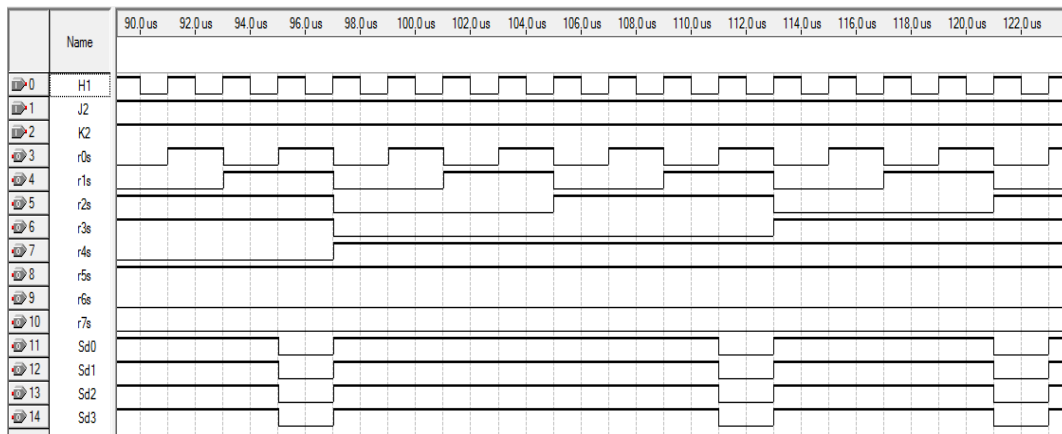 Name
90.0 us 92.0 us 94.0 us 96.0 us 98.0 us 100.0 us 102.0 us 104.0 us 106.0 us 108.0 us 110.0 us 112.0 us 114.0 us 116.0 us 118.0 us 120.0 us 122.0 us
0 H1
1 J2
2 K2
3 r0s
4 r1s
5 r2s
6 r3s
7 r4s
8 r5s
9 r6s
10 r7s
11 Sd0
12 Sd1
13 Sd2
14 Sd3